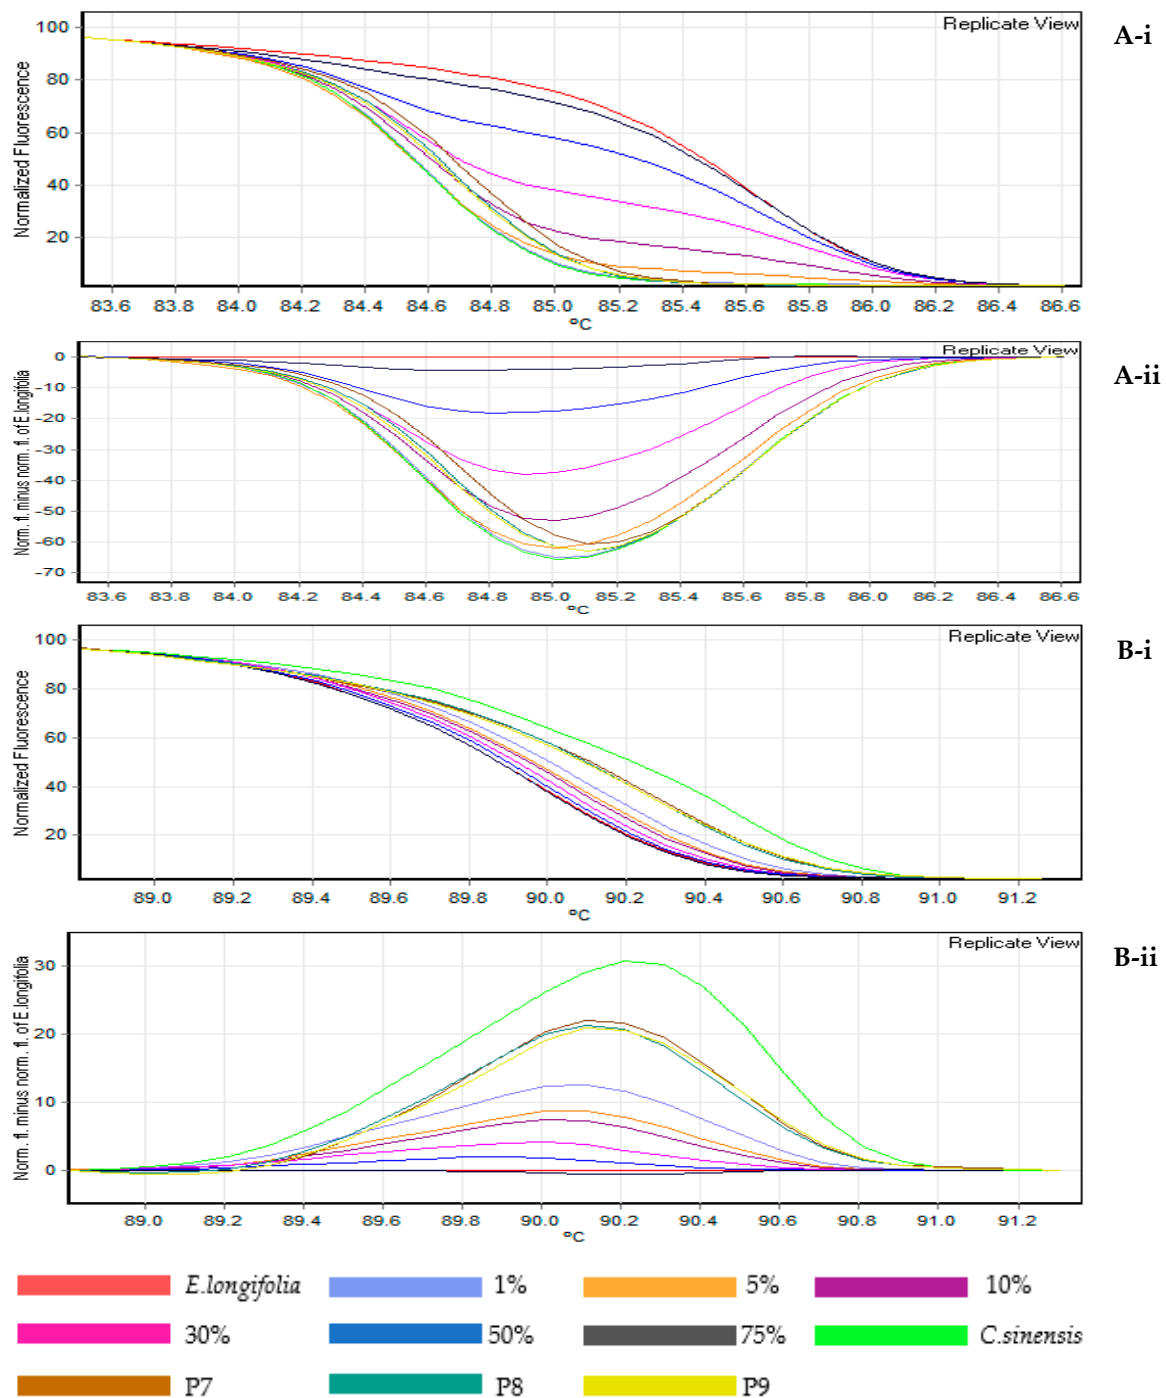 Replicate View
A-i
Normalized Fluorescence
100
80
60
40
20
83.6 83.8 84.0 84.2 84.4 84.6 84.8 85.0 85.2 85.4 85.6 85.8 86.0 86.2 86.4 86.6
°C
Replicate View
A-ii
Norm. fl. minus norm. fl. of E.longifolia
0
-10
-20
-30
-40
-50
-60
-70
83.6 83.8 84.0 84.2 84.4 84.6 84.8 85.0 85.2 85.4 85.6 85.8 86.0 86.2 86.4 86.6
°C
Replicate View
B-i
Normalized Fluorescence
100
80
60
40
20
89.0 89.2 89.4 89.6 89.8 90.0 90.2 90.4 90.6 90.8 91.0 91.2
°C
Replicate View
B-ii
Norm. fl. minus norm. fl. of E.longifolia
30
20
10
0
89.0 89.2 89.4 89.6 89.8 90.0 90.2 90.4 90.6 90.8 91.0 91.2
°C
E.longifolia 1% 5% 10%
30% 50% 75% C.sinensis
P7 P8 P9